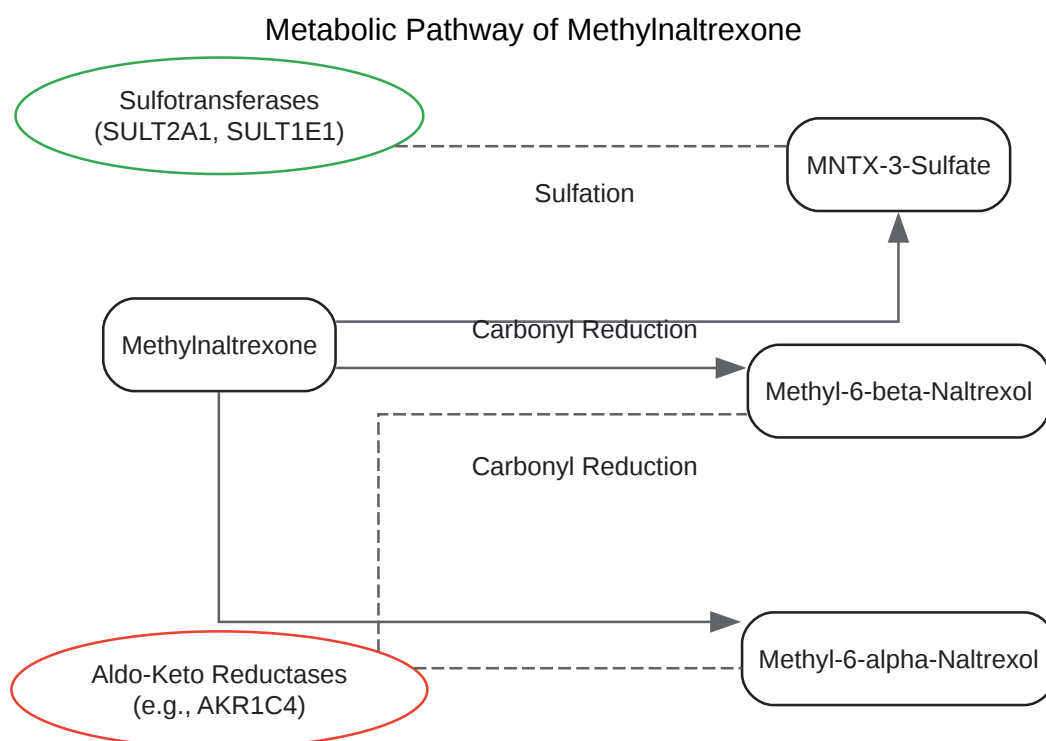 Metabolic Pathway of Methylnaltrexone
Sulfotransferases
(SULT2A1, SULT1E1)
MNTX-3-Sulfate
Sulfation
Carbonyl Reduction
Methylnaltrexone
Methyl-6-beta-Naltrexol
Carbonyl Reduction
Methyl-6-alpha-Naltrexol
Aldo-Keto Reductases
(e.g., AKR1C4)